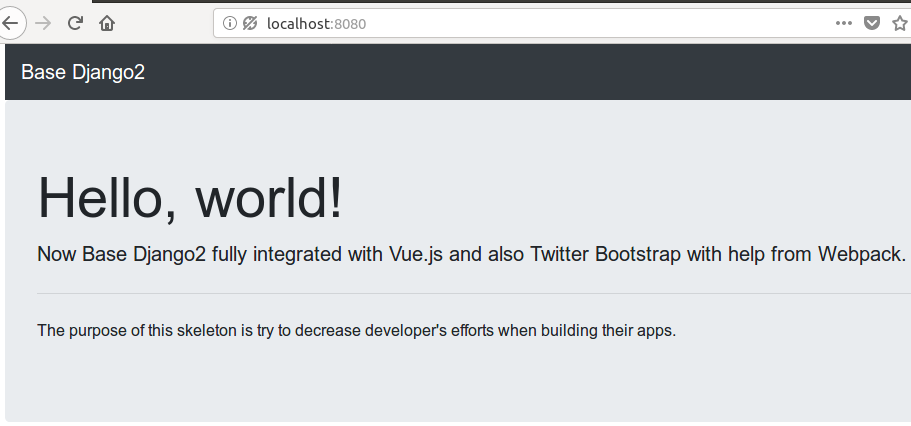 localhost:8080
Base Django2
Hello, world!
Now Base Django2 fully integrated with Vue.js and also Twitter Bootstrap with help from Webpack.
The purpose of this skeleton is try to decrease developer's efforts when building their apps.